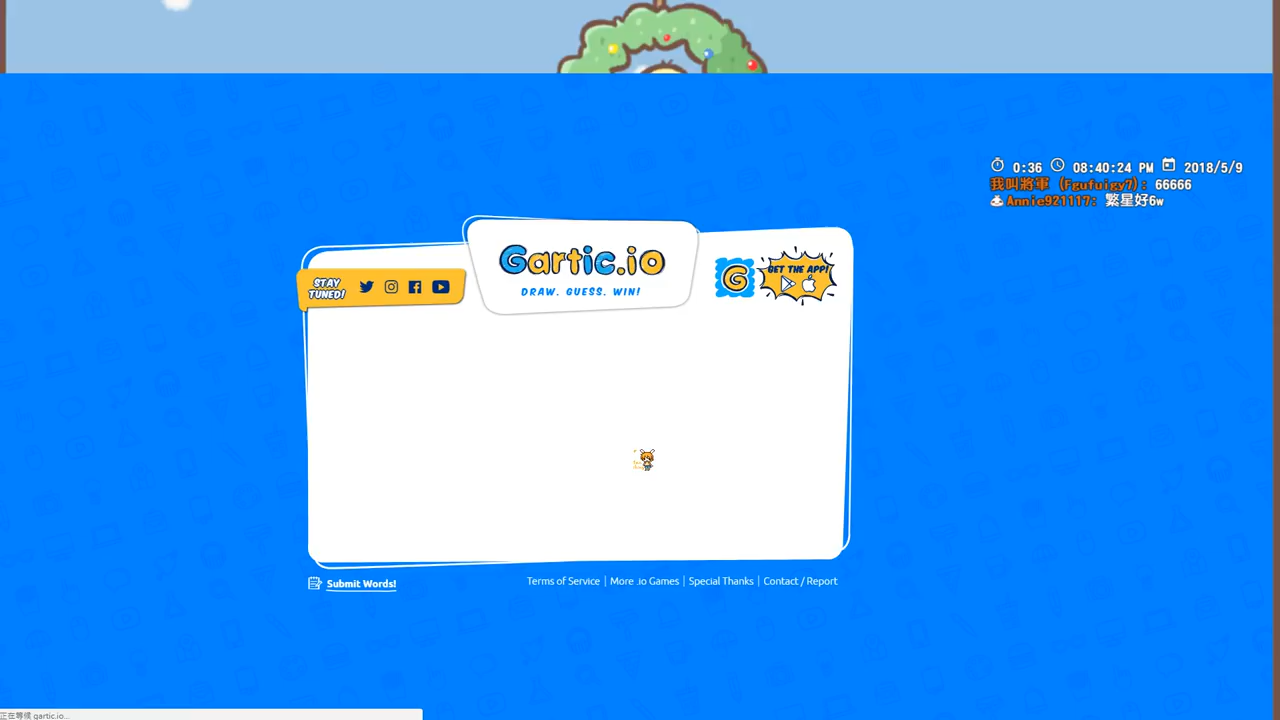 0:36 08:40:24 PM 2018/5/9
我叫將軍 (Fgufuigy7): 66666
Annie921117: 繁星好6w
Gartic.io
DRAW. GUESS. WIN!
STAY
TUNED!
G
GET THE APP!
Submit Words!
Terms of Service | More .io Games | Special Thanks | Contact / Report
正在等候 gartic.io...